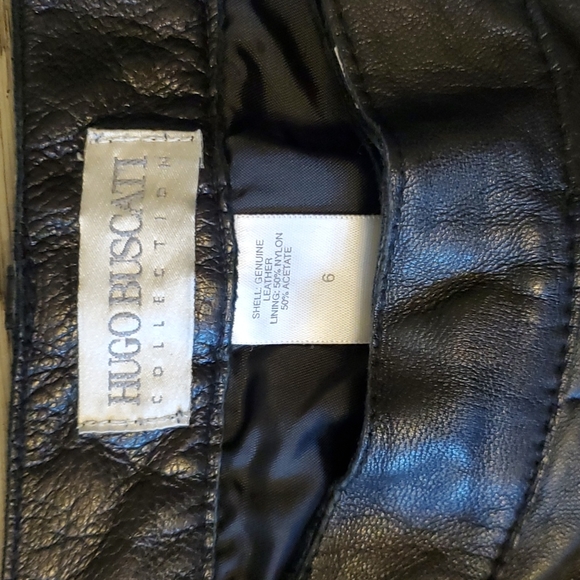 HUGO BUSCATI
COLLECTION
SHELL: GENUINE
LEATHER
LINING: 50% NYLON
50% ACETATE
6